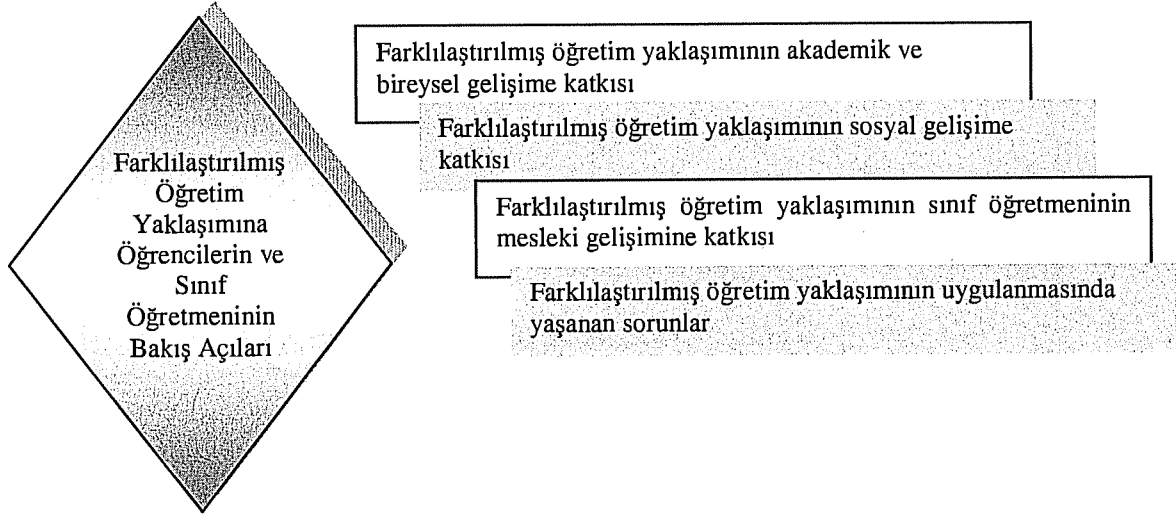 Farklılaştırılmış
Öğretim
Yaklaşımına
Öğrencilerin ve
Sınıf
Öğretmeninin
Bakış Açıları
Farklılaştırılmış öğretim yaklaşımının akademik ve
bireysel gelişime katkısı
Farklılaştırılmış öğretim yaklaşımının sosyal gelişime
katkısı
Farklılaştırılmış öğretim yaklaşımının sınıf öğretmeninin
mesleki gelişimine katkısı
Farklılaştırılmış öğretim yaklaşımının uygulanmasında
yaşanan sorunlar